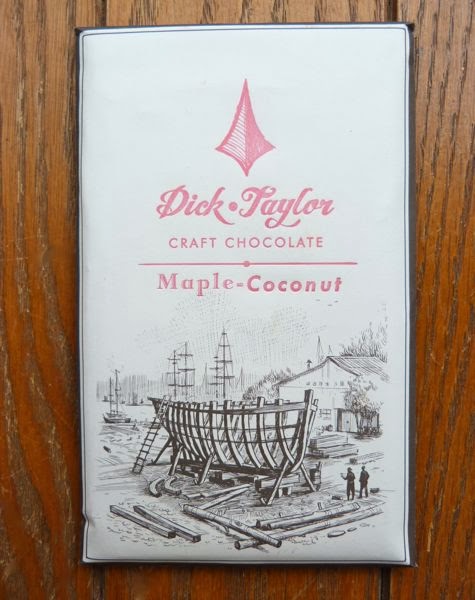 Dick • Taylor
CRAFT CHOCOLATE
Maple-Coconut